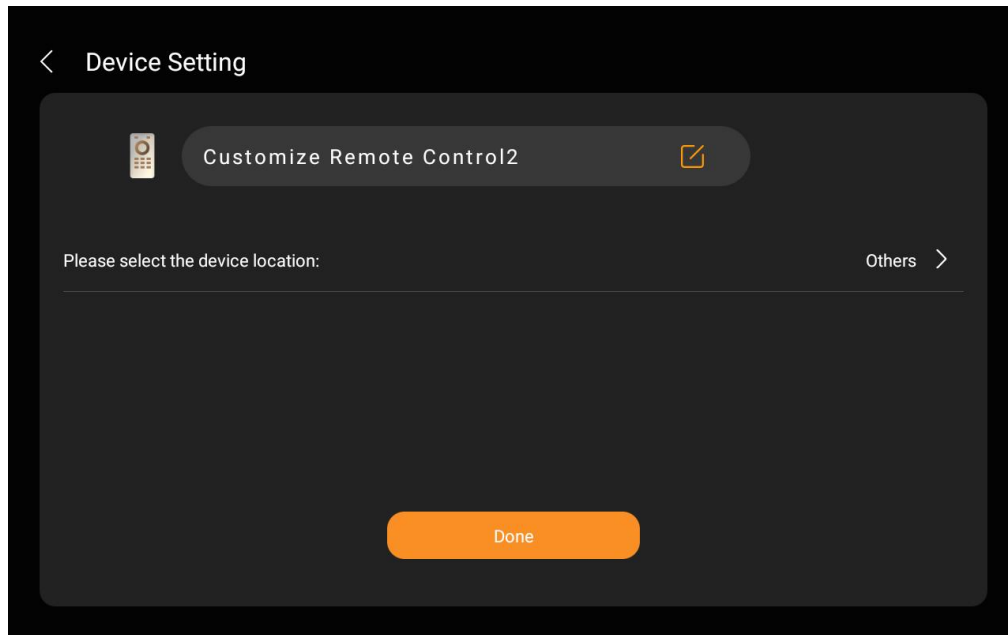 Device Setting
Customize Remote Control2
Please select the device location:
Others
Done